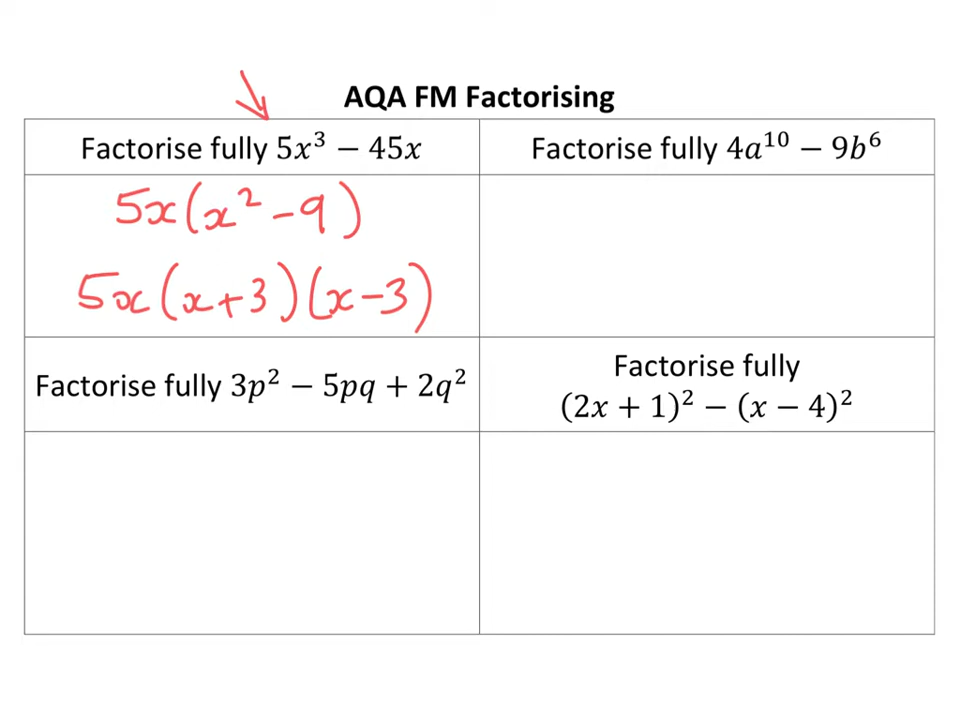 AQA FM Factorising
Factorise fully 5x³ − 45x
Factorise fully 4a¹⁰ − 9b⁶
5x(x² − 9)
5x(x+3)(x−3)
Factorise fully 3p² − 5pq + 2q²
Factorise fully
(2x + 1)² − (x − 4)²